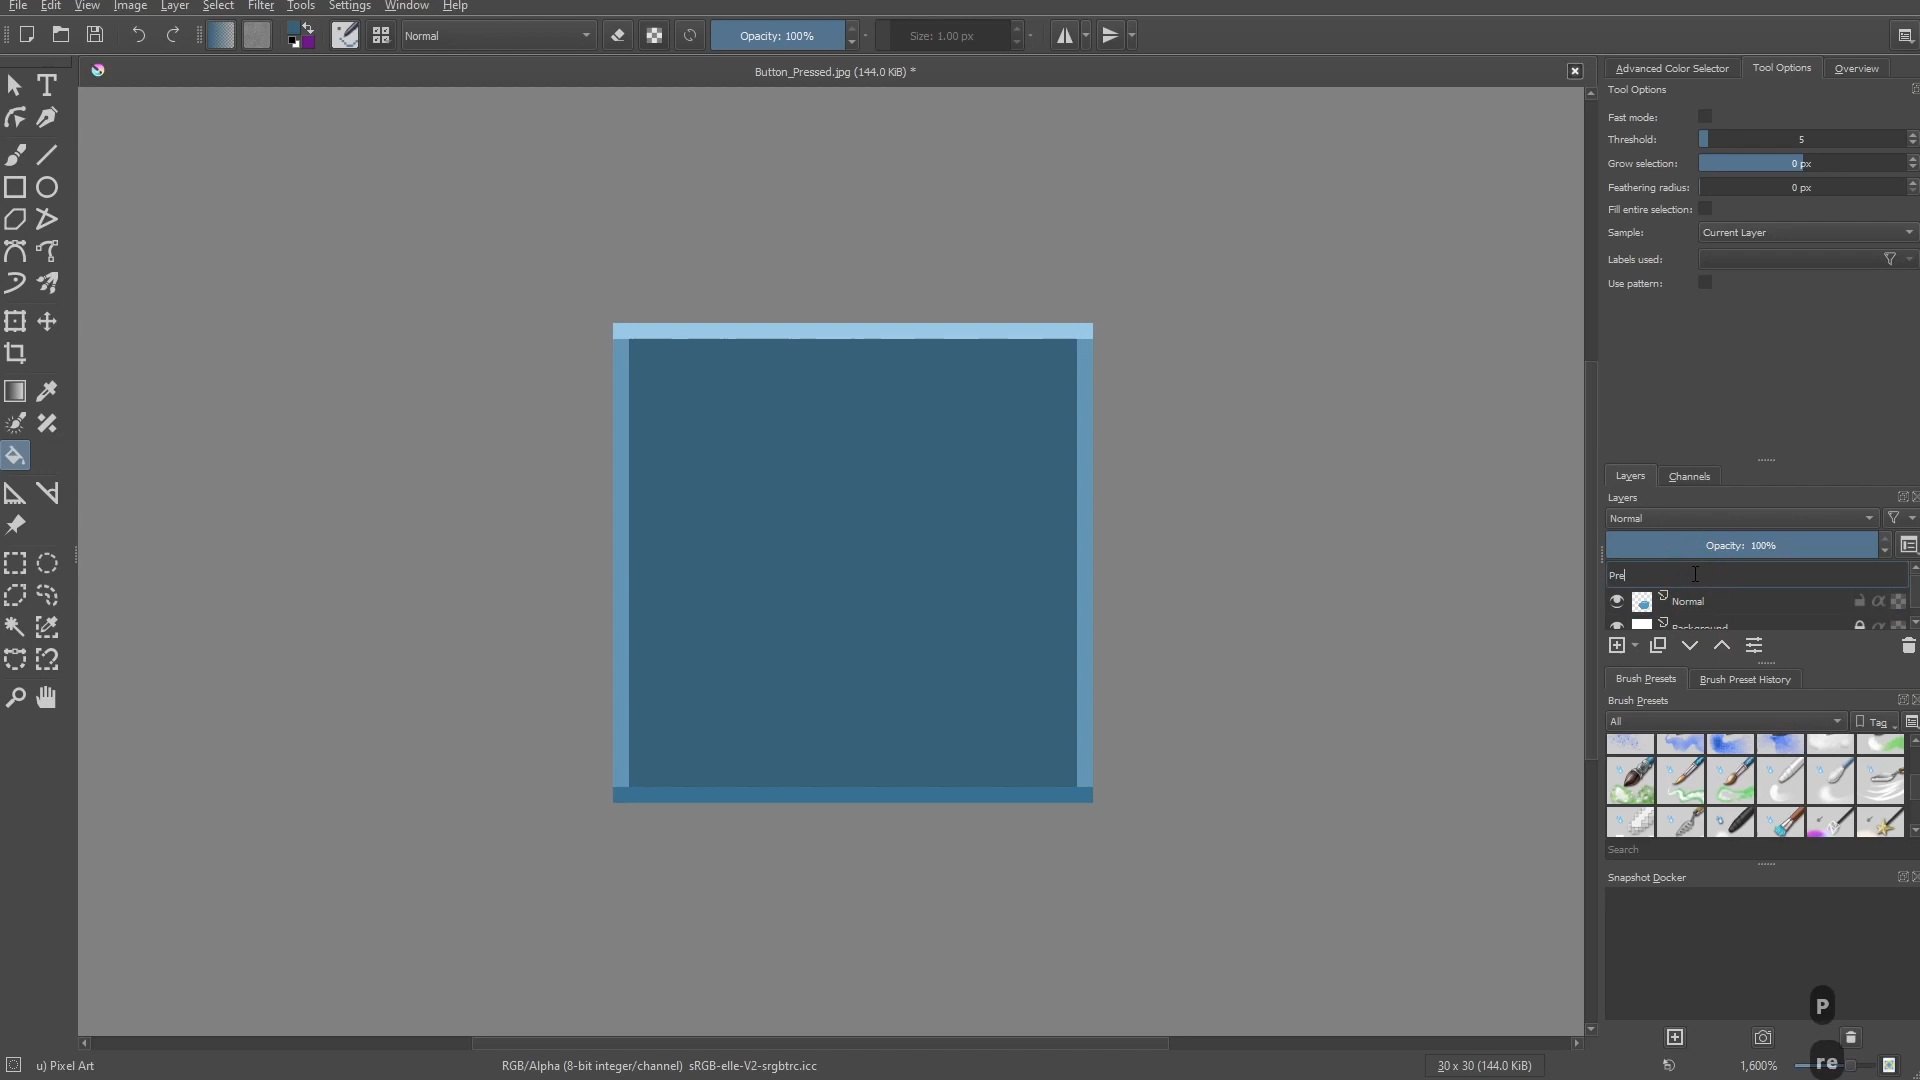 File Edit View Image Layer Select Filter Tools Settings Window Help
Normal
Opacity: 100%
Size: 1.00 px
Button_Pressed.jpg (144.0 KiB) *
Advanced Color Selector
Tool Options
Overview
Tool Options
Fast mode:
Threshold:
5
Grow selection:
0 px
Feathering radius:
0 px
Fill entire selection:
Sample:
Current Layer
Labels used:
Use pattern:
Layers
Channels
Layers
Normal
Opacity: 100%
Pre
Normal
Background
Brush Presets
Brush Preset History
Brush Presets
All
Tag
Search
Snapshot Docker
P
re
u) Pixel Art
RGB/Alpha (8-bit integer/channel) sRGB-elle-V2-srgbtrc.icc
30 x 30 (144.0 KiB)
1,600%